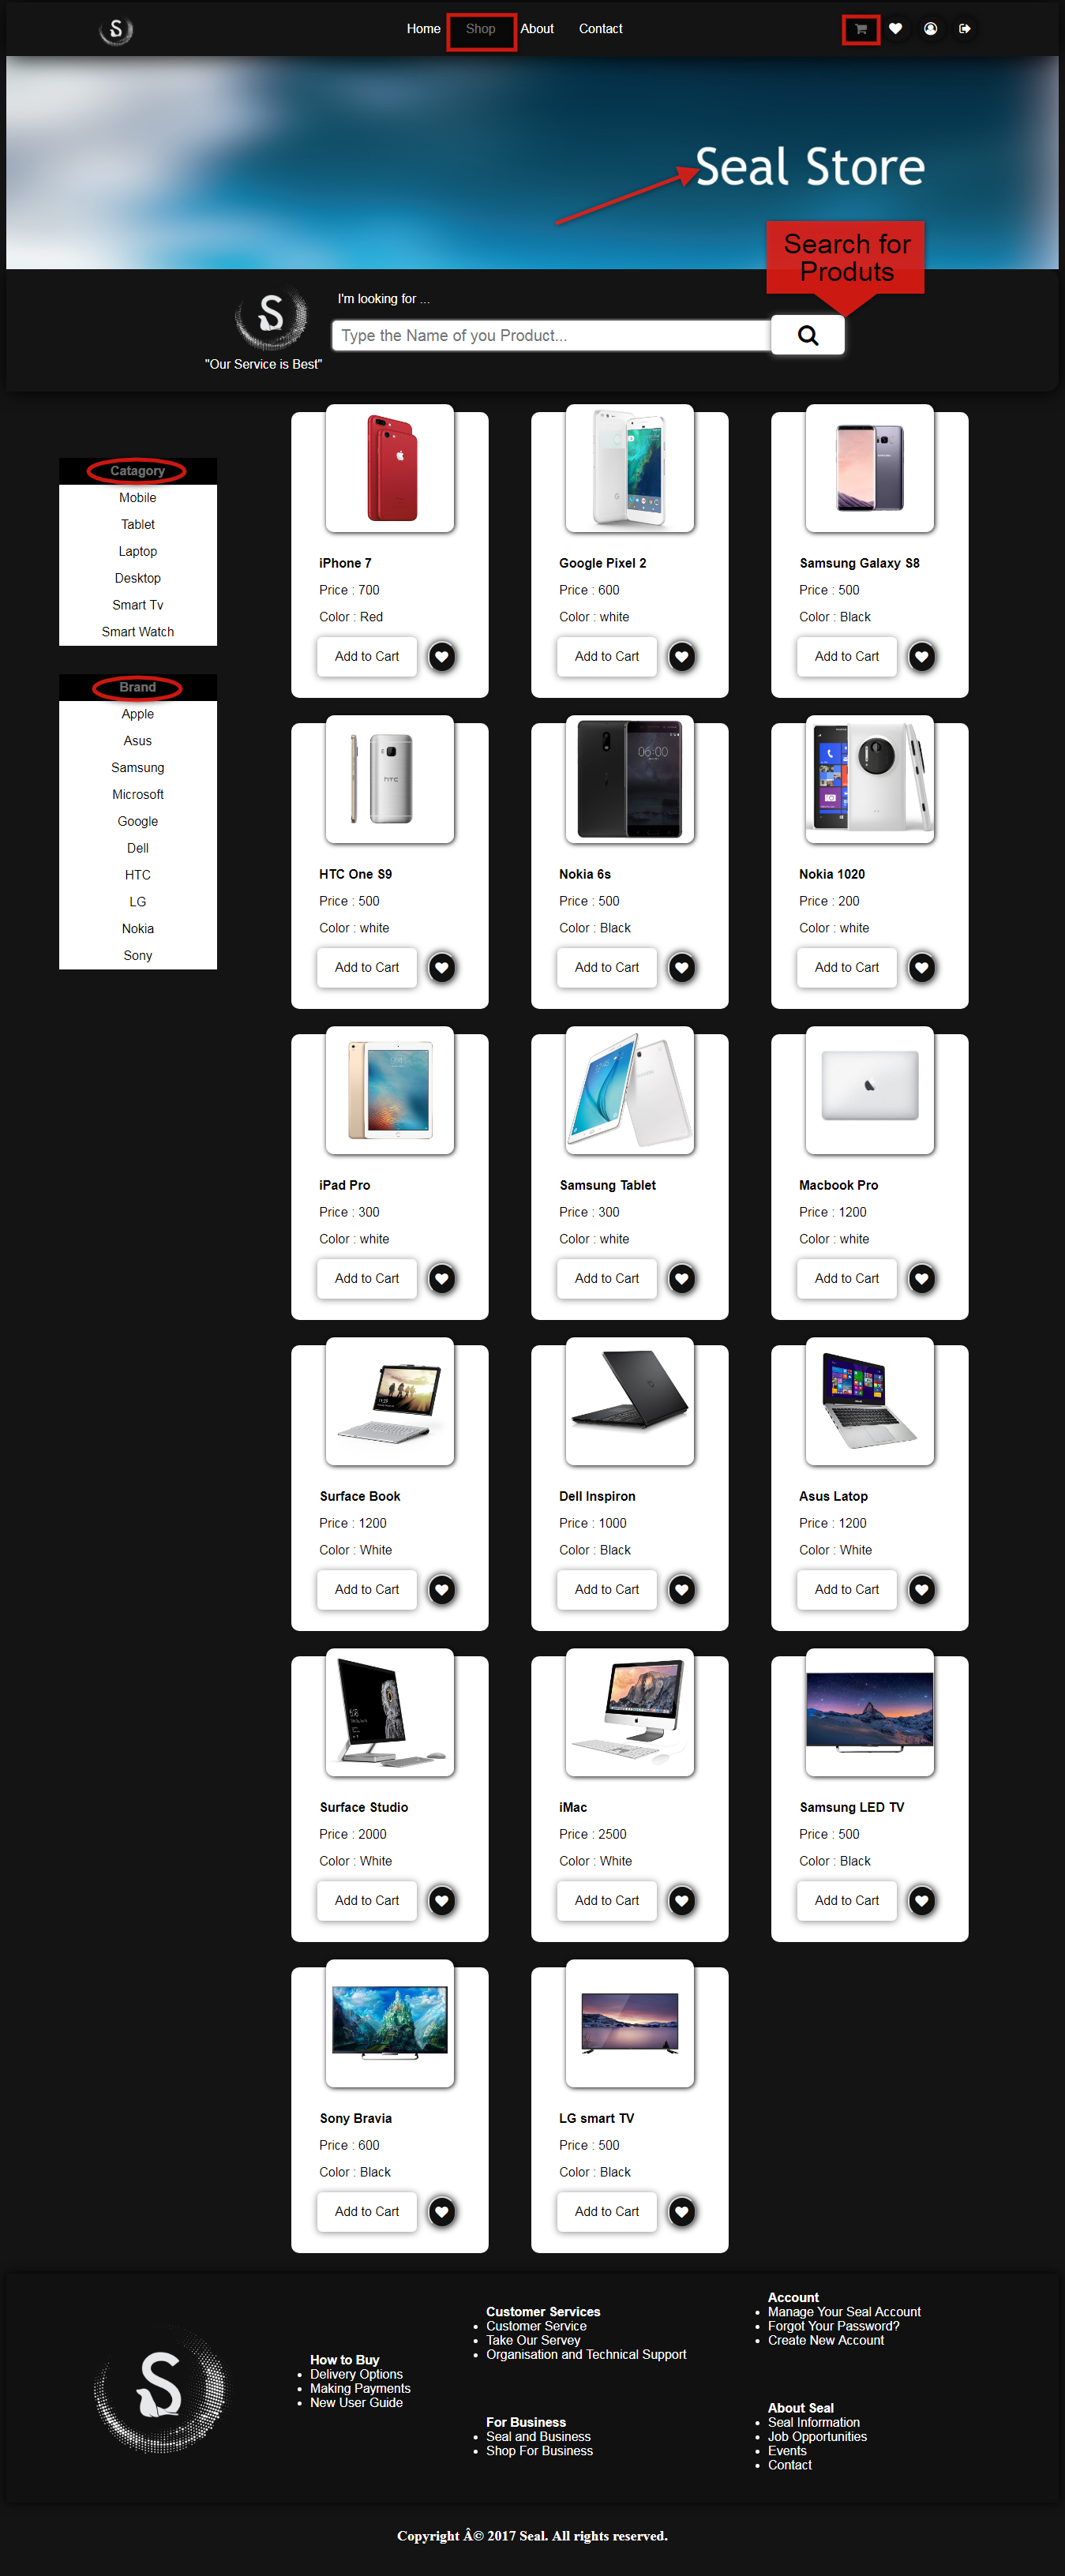 S
Home Shop About Contact
Seal Store
Search for
Produts
S
I'm looking for ...
Type the Name of you Product...
"Our Service is Best"
Catagory
Mobile
Tablet
Laptop
Desktop
Smart Tv
Smart Watch
Brand
Apple
Asus
Samsung
Microsoft
Google
Dell
HTC
LG
Nokia
Sony
iPhone 7
Price : 700
Color : Red
Add to Cart
Google Pixel 2
Price : 600
Color : white
Add to Cart
Samsung Galaxy S8
Price : 500
Color : Black
Add to Cart
hTC
HTC One S9
Price : 500
Color : white
Add to Cart
06:00
Nokia 6s
Price : 500
Color : Black
Add to Cart
Nokia 1020
Price : 200
Color : white
Add to Cart
iPad Pro
Price : 300
Color : white
Add to Cart
Samsung Tablet
Price : 300
Color : white
Add to Cart
Macbook Pro
Price : 1200
Color : white
Add to Cart
Surface Book
Price : 1200
Color : White
Add to Cart
Dell Inspiron
Price : 1000
Color : Black
Add to Cart
Asus Latop
Price : 1200
Color : White
Add to Cart
Surface Studio
Price : 2000
Color : White
Add to Cart
iMac
Price : 2500
Color : White
Add to Cart
Samsung LED TV
Price : 500
Color : Black
Add to Cart
Sony Bravia
Price : 600
Color : Black
Add to Cart
LG smart TV
Price : 500
Color : Black
Add to Cart
S
How to Buy
Delivery Options
Making Payments
New User Guide
Customer Services
Customer Service
Take Our Servey
Organisation and Technical Support
For Business
Seal and Business
Shop For Business
Account
Manage Your Seal Account
Forgot Your Password?
Create New Account
About Seal
Seal Information
Job Opportunities
Events
Contact
Copyright Â© 2017 Seal. All rights reserved.